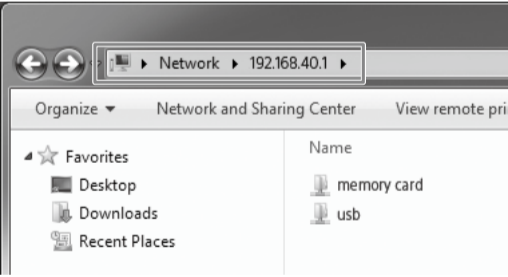 Network 192.168.40.1
Organize Network and Sharing Center View remote pri
Favorites
Desktop
Downloads
Recent Places
Name
memory card
usb